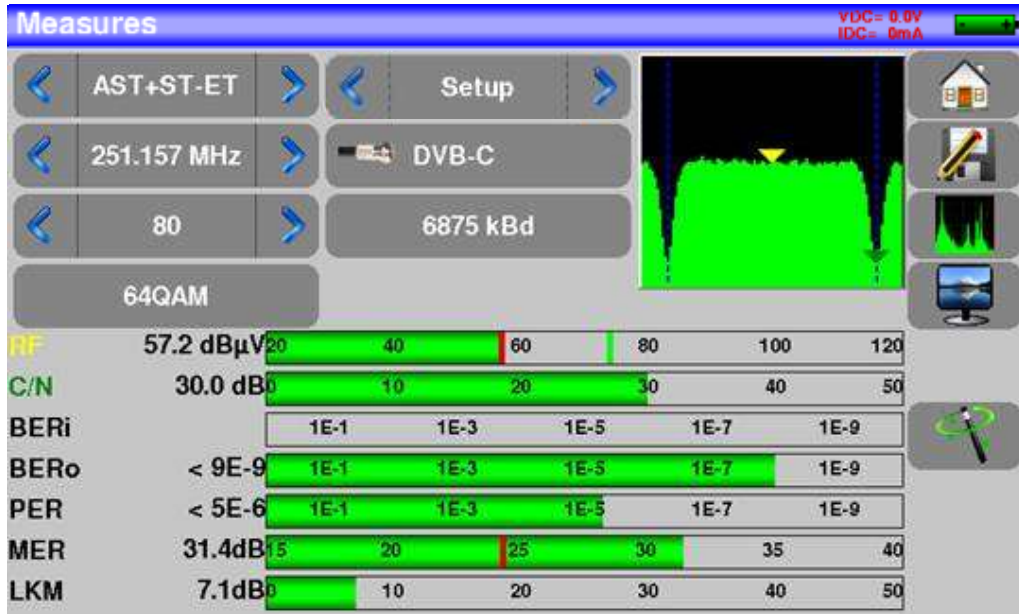 Measures
VDC= 0.0V
IDC= 0mA
AST+ST-ET
Setup
251.157 MHz
DVB-C
80
6875 kBd
64QAM
RF 57.2 dBµV 20 40 60 80 100 120
C/N 30.0 dB 0 10 20 30 40 50
BERi 1E-1 1E-3 1E-5 1E-7 1E-9
BERo < 9E-9 1E-1 1E-3 1E-5 1E-7 1E-9
PER < 5E-6 1E-1 1E-3 1E-5 1E-7 1E-9
MER 31.4dB 15 20 25 30 35 40
LKM 7.1dB 0 10 20 30 40 50